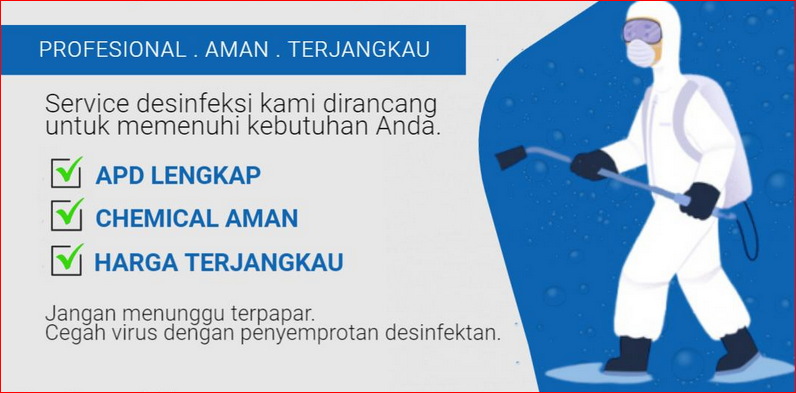 PROFESIONAL . AMAN . TERJANGKAU
Service desinfeksi kami dirancang
untuk memenuhi kebutuhan Anda.
APD LENGKAP
CHEMICAL AMAN
HARGA TERJANGKAU
Jangan menunggu terpapar.
Cegah virus dengan penyemprotan desinfektan.